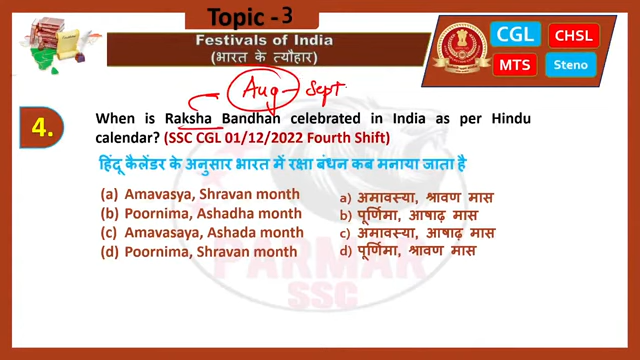 Topic -3
Festivals of India
(भारत के त्यौहार)
CGL
CHSL
MTS
Steno
Aug - Sept
4.
When is Raksha Bandhan celebrated in India as per Hindu
calendar? (SSC CGL 01/12/2022 Fourth Shift)
हिंदू कैलेंडर के अनुसार भारत में रक्षा बंधन कब मनाया जाता है
(a) Amavasya, Shravan month
(b) Poornima, Ashadha month
(c) Amavasaya, Ashada month
(d) Poornima, Shravan month
a) अमावस्या, श्रावण मास
b) पूर्णिमा, आषाढ़ मास
c) अमावस्या, आषाढ़ मास
d) पूर्णिमा, श्रावण मास
PARMAR
SSC